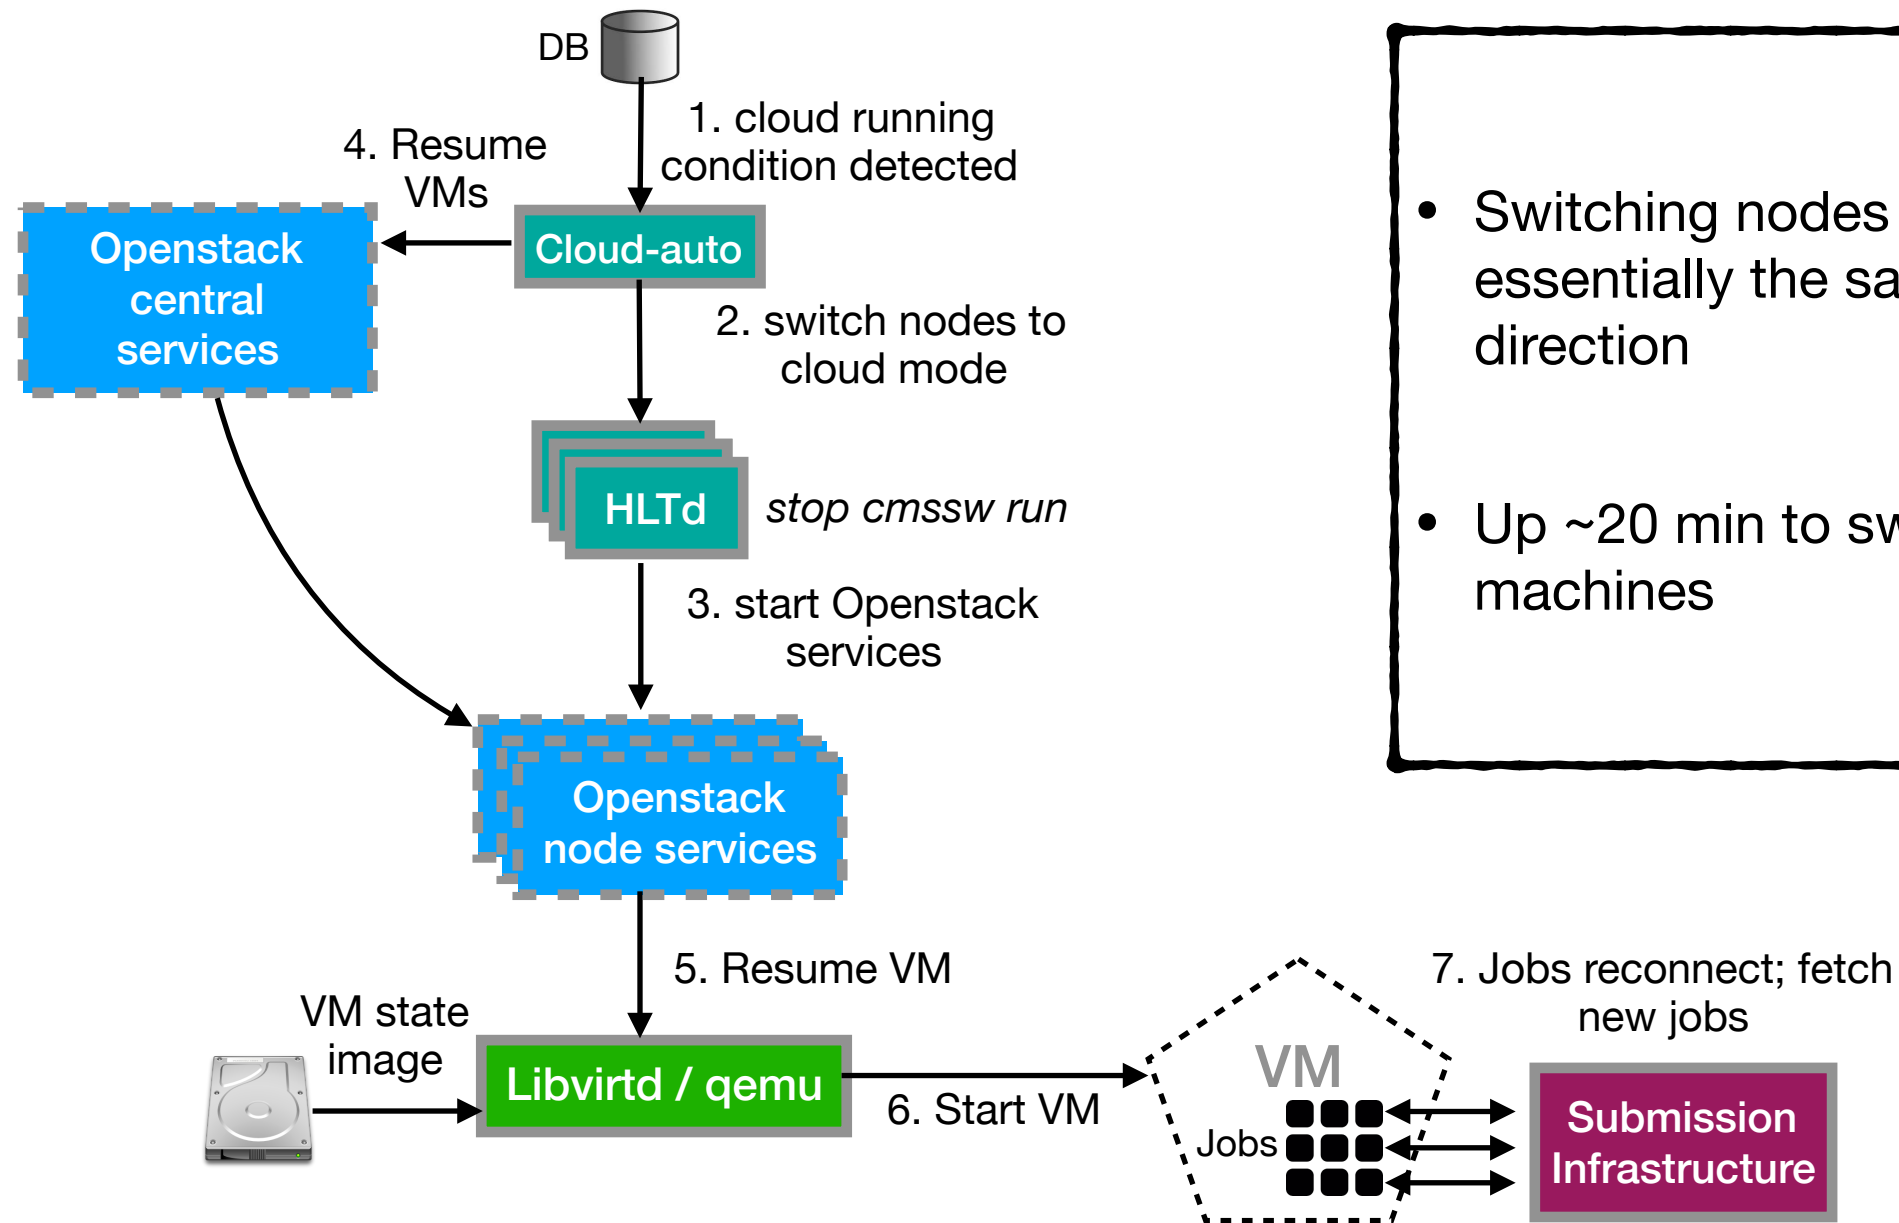 DB
1. cloud running
condition detected
4. Resume
VMs
Openstack
central
services
Cloud-auto
2. switch nodes to
cloud mode
HLTd
stop cmssw run
3. start Openstack
services
Openstack
node services
5. Resume VM
VM state
image
Libvirtd / qemu
6. Start VM
VM
Jobs
7. Jobs reconnect; fetch
new jobs
Submission
Infrastructure
• Switching nodes
essentially the sa
direction
• Up ~20 min to sw
machines